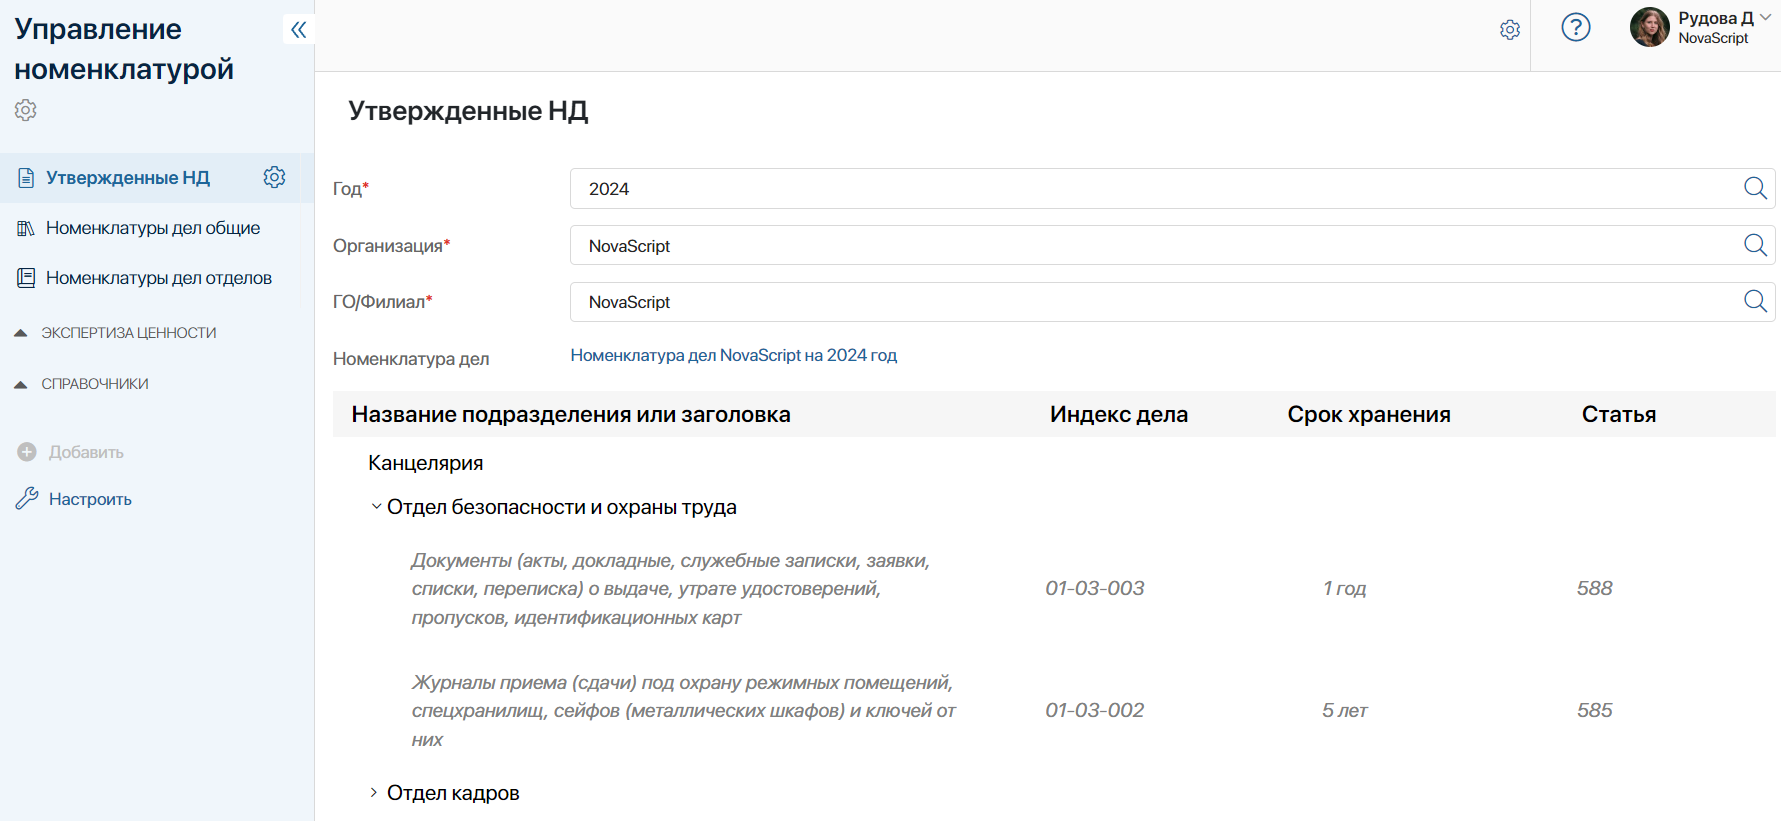 Управление
номенклатурой
Утвержденные НД
Номенклатуры дел общие
Номенклатуры дел отделов
ЭКСПЕРТИЗА ЦЕННОСТИ
СПРАВОЧНИКИ
Добавить
Настроить
?
Рудова Д
NovaScript
Утвержденные НД
Год* 2024
Организация* NovaScript
ГО/Филиал* NovaScript
Номенклатура дел Номенклатура дел NovaScript на 2024 год
Название подразделения или заголовка Индекс дела Срок хранения Статья
Канцелярия
Отдел безопасности и охраны труда
Документы (акты, докладные, служебные записки, заявки,
списки, переписка) о выдаче, утрате удостоверений, 01-03-003 1 год 588
пропусков, идентификационных карт
Журналы приема (сдачи) под охрану режимных помещений,
спецхранилищ, сейфов (металлических шкафов) и ключей от 01-03-002 5 лет 585
них
Отдел кадров